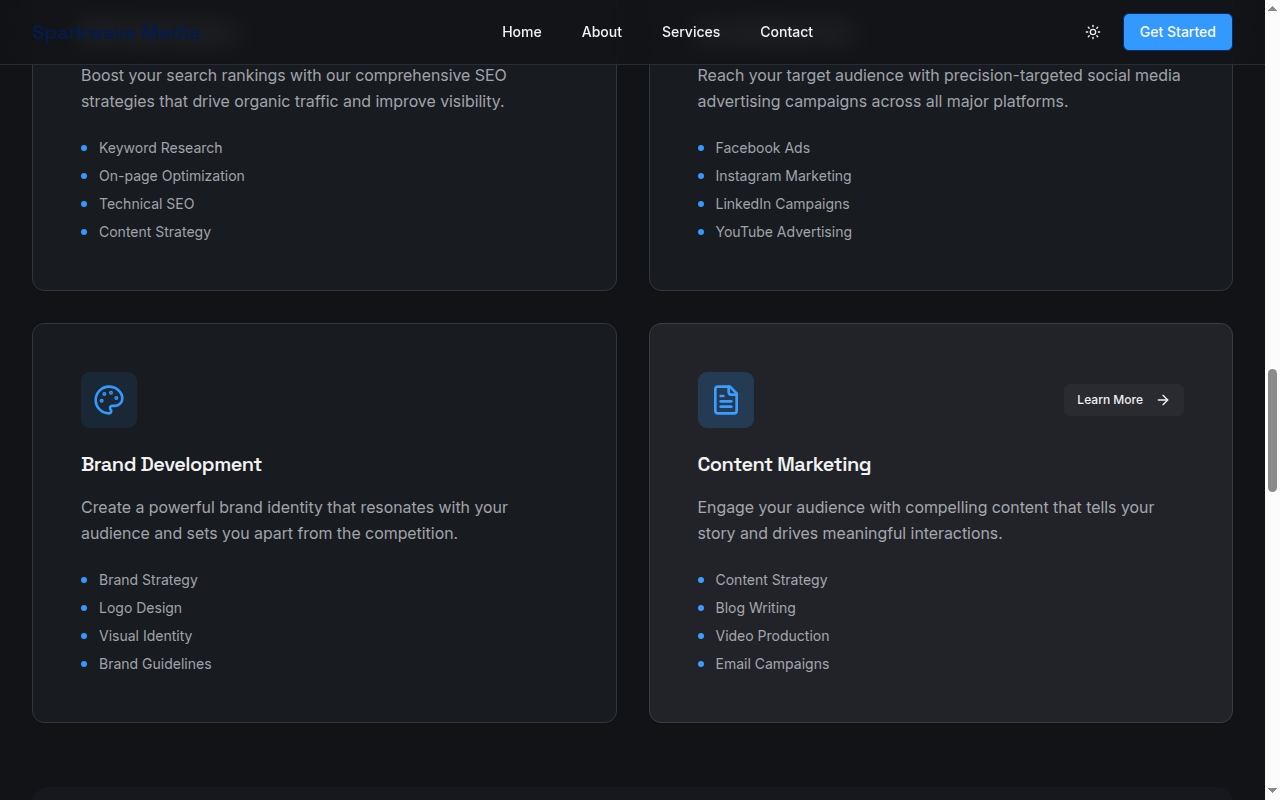 Sparkwave Media
Home
About
Services
Contact
Get Started
Boost your search rankings with our comprehensive SEO
strategies that drive organic traffic and improve visibility.
Keyword Research
On-page Optimization
Technical SEO
Content Strategy
Reach your target audience with precision-targeted social media
advertising campaigns across all major platforms.
Facebook Ads
Instagram Marketing
LinkedIn Campaigns
YouTube Advertising
Brand Development
Create a powerful brand identity that resonates with your
audience and sets you apart from the competition.
Brand Strategy
Logo Design
Visual Identity
Brand Guidelines
Learn More
Content Marketing
Engage your audience with compelling content that tells your
story and drives meaningful interactions.
Content Strategy
Blog Writing
Video Production
Email Campaigns